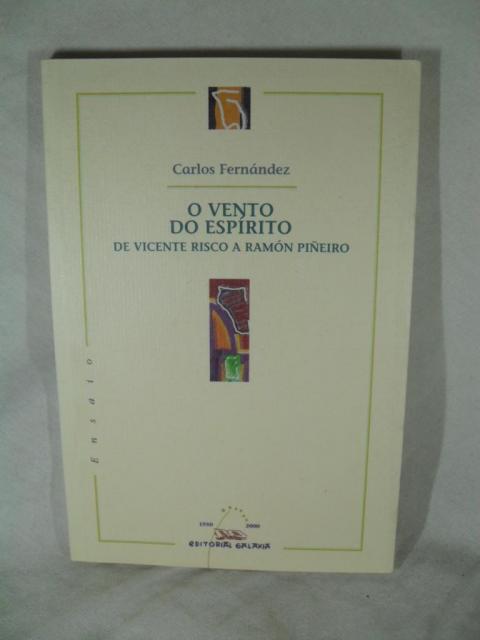 Carlos Fernández
O VENTO
DO ESPÍRITO
DE VICENTE RISCO A RAMÓN PIÑEIRO
Ensaio
1950 2000
EDITORIAL GALAXIA